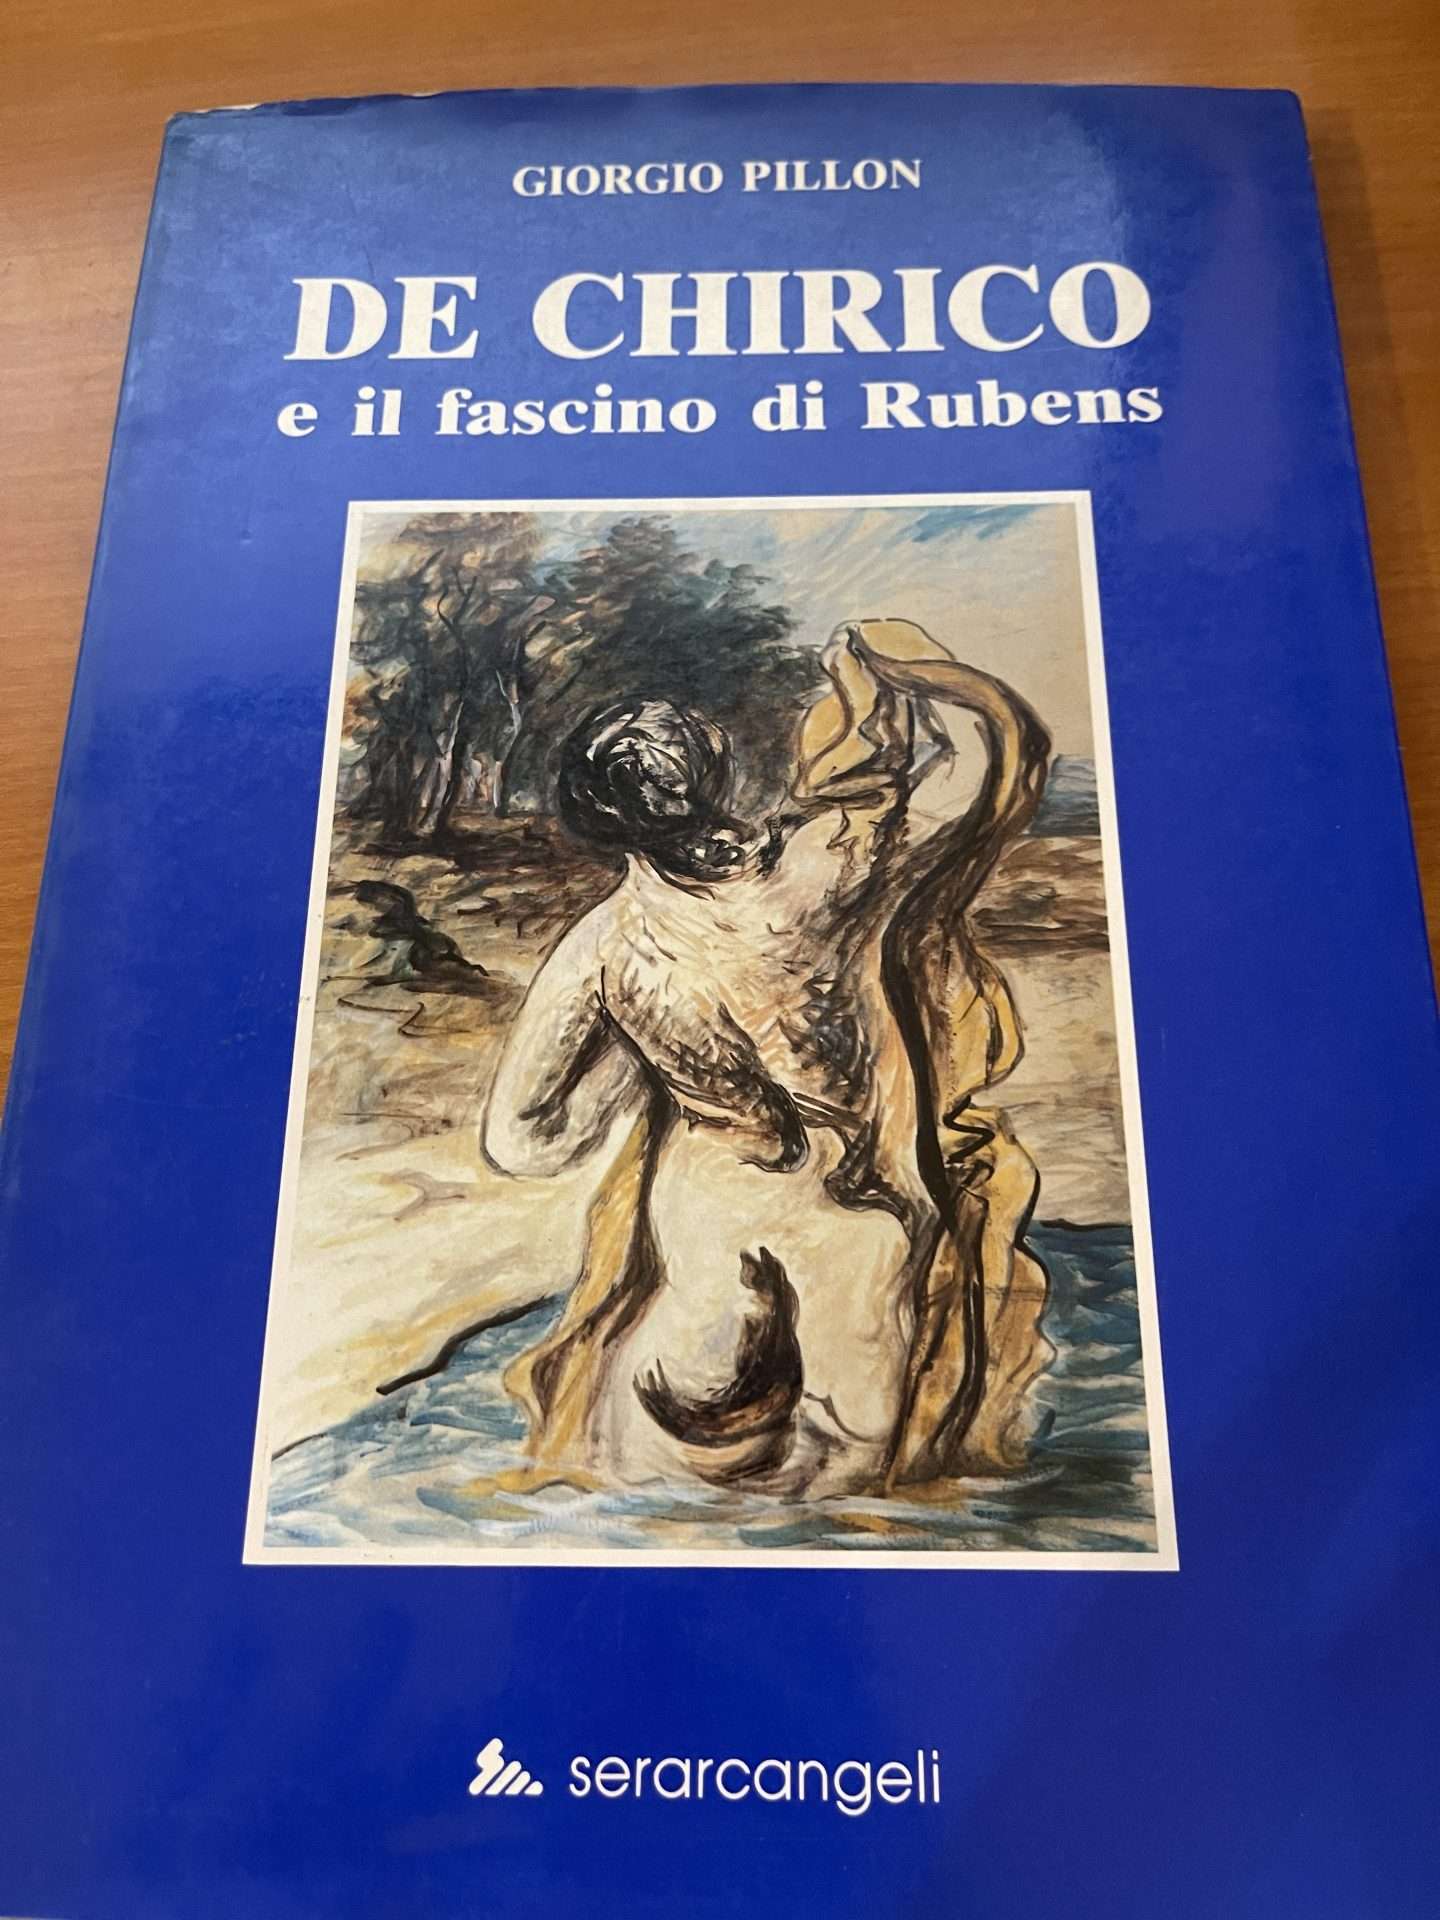 GIORGIO PILLON
DE CHIRICO
e il fascino di Rubens
serarcangeli